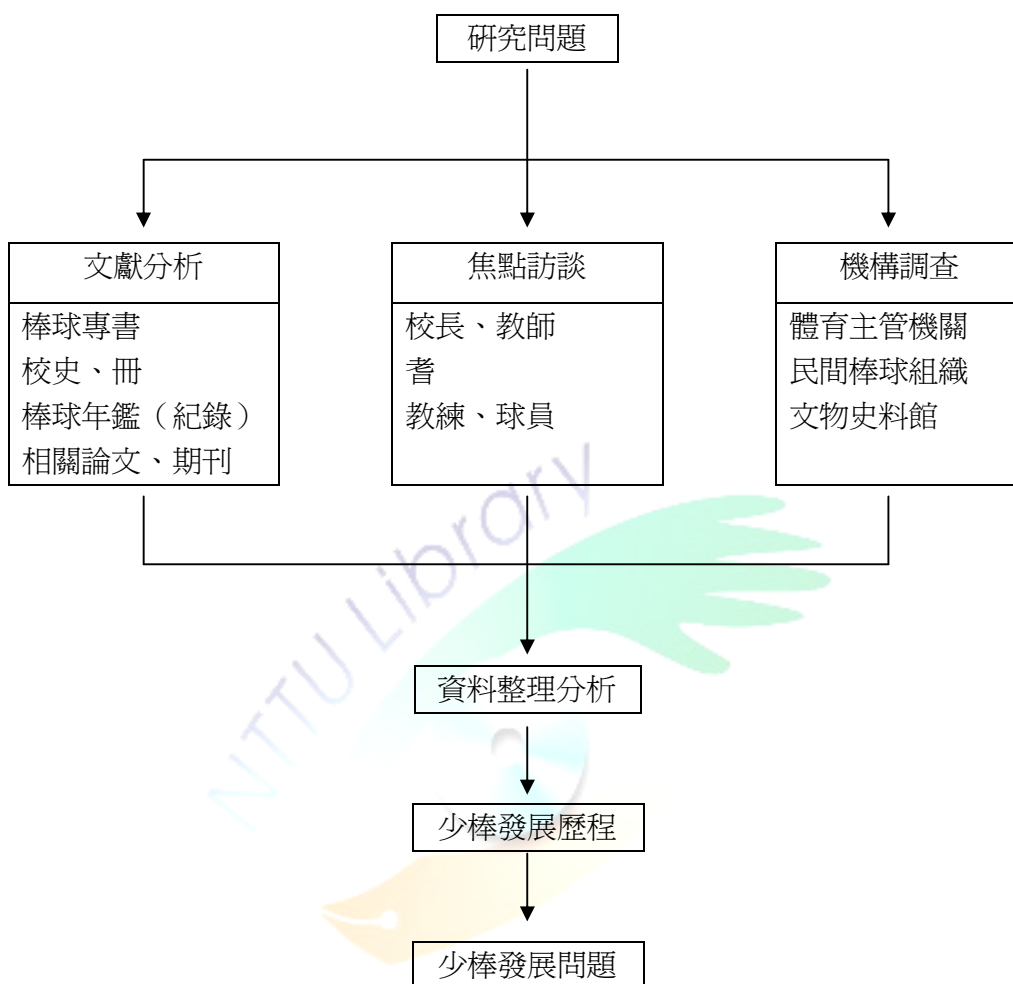 研究問題
文獻分析
棒球專書
校史、冊
棒球年鑑（紀錄）
相關論文、期刊
焦點訪談
校長、教師
耆
教練、球員
機構調查
體育主管機關
民間棒球組織
文物史料館
NTTU Library
資料整理分析
少棒發展歷程
少棒發展問題